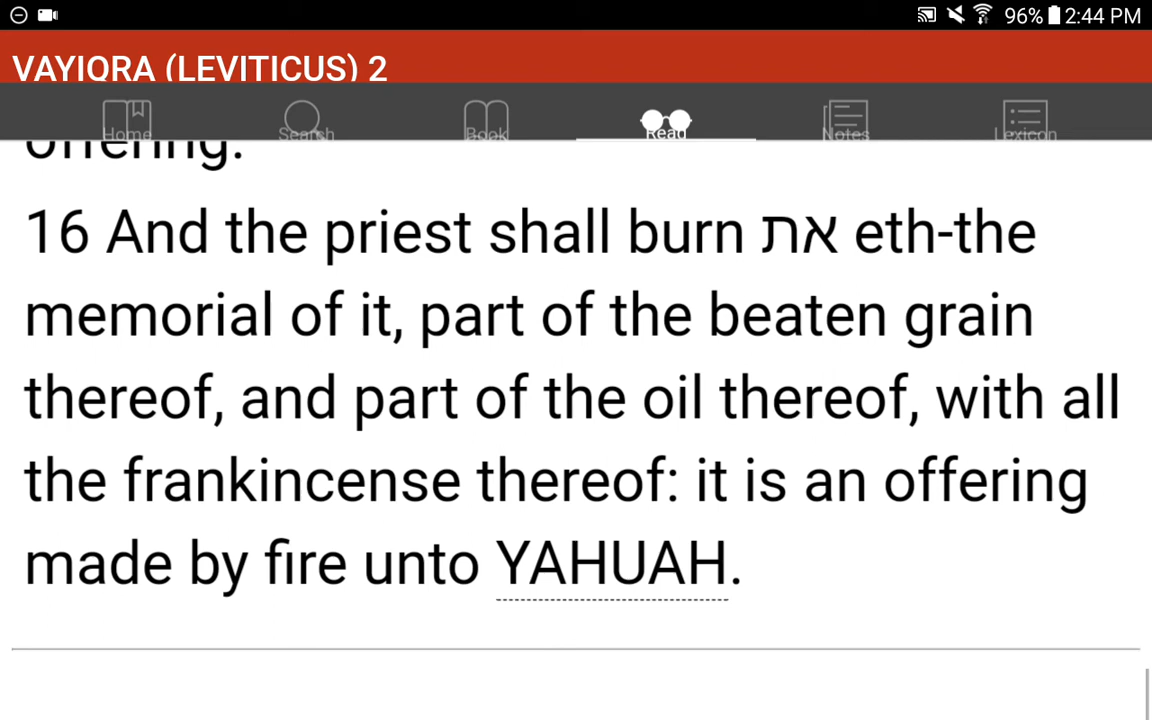 96% 2:44 PM
VAYIQRA (LEVITICUS) 2
Home Search Book Read Notes Lexicon
offering.
16 And the priest shall burn את eth-the
memorial of it, part of the beaten grain
thereof, and part of the oil thereof, with all
the frankincense thereof: it is an offering
made by fire unto YAHUAH.